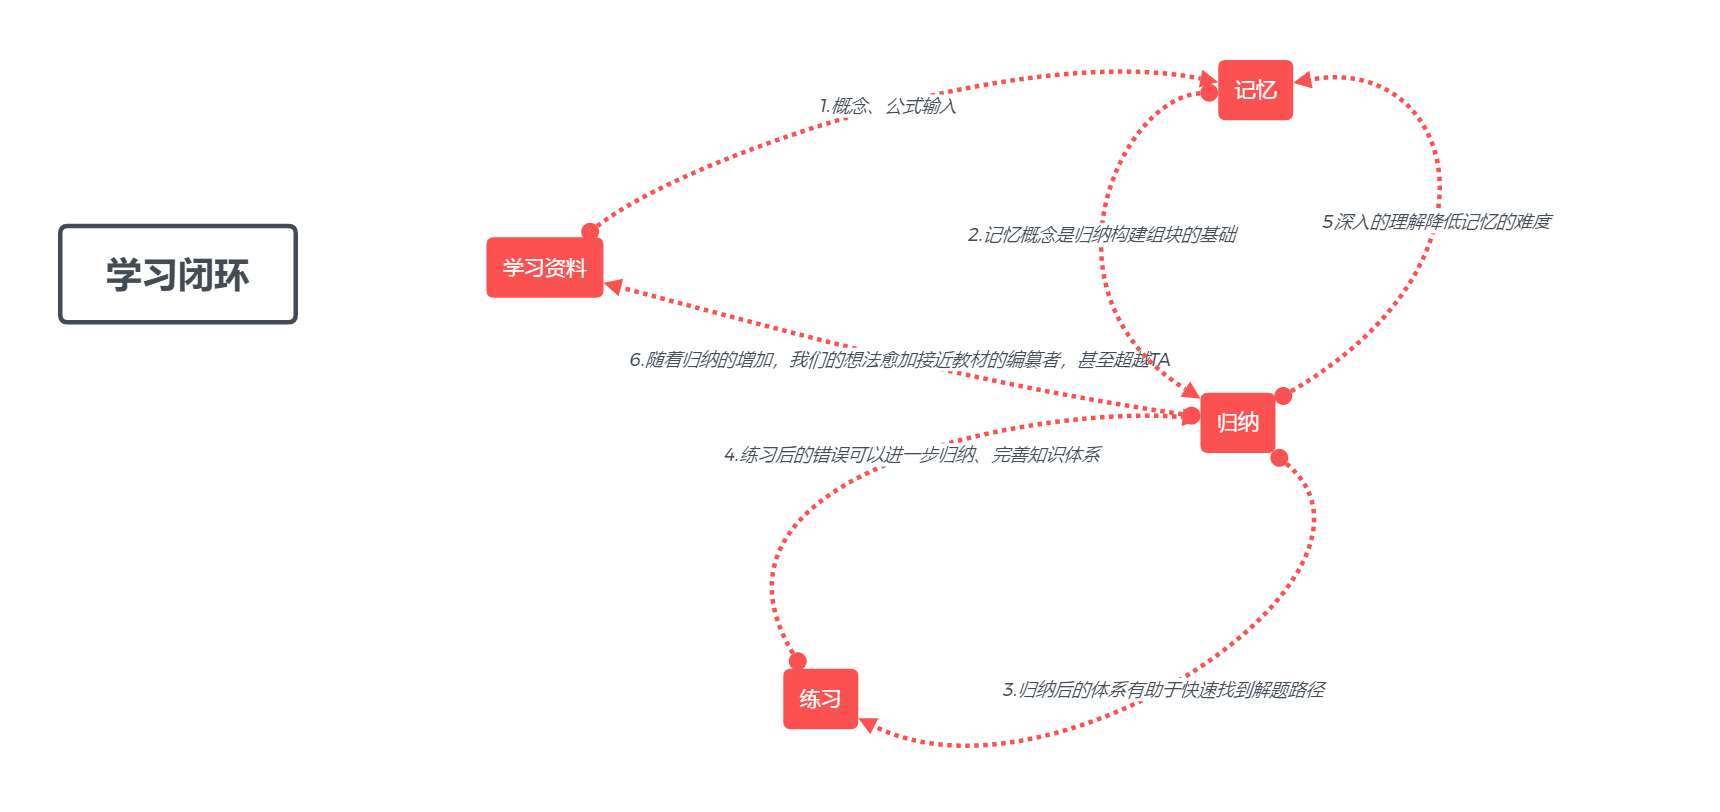 记忆
1.概念、公式输入
5深入的理解降低记忆的难度
2.记忆概念是归纳构建组块的基础
学习闭环
学习资料
6.随着归纳的增加，我们的想法愈加接近教材的编纂者，甚至超越TA
归纳
4.练习后的错误可以进一步归纳、完善知识体系
3.归纳后的体系有助于快速找到解题路径
练习